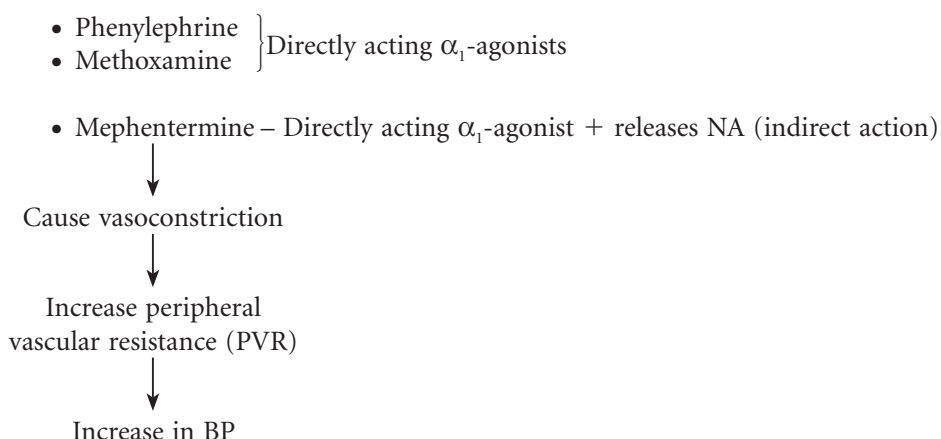 • Phenylephrine
• Methoxamine
Directly acting α₁-agonists
• Mephentermine – Directly acting α₁-agonist + releases NA (indirect action)
Cause vasoconstriction
Increase peripheral
vascular resistance (PVR)
Increase in BP